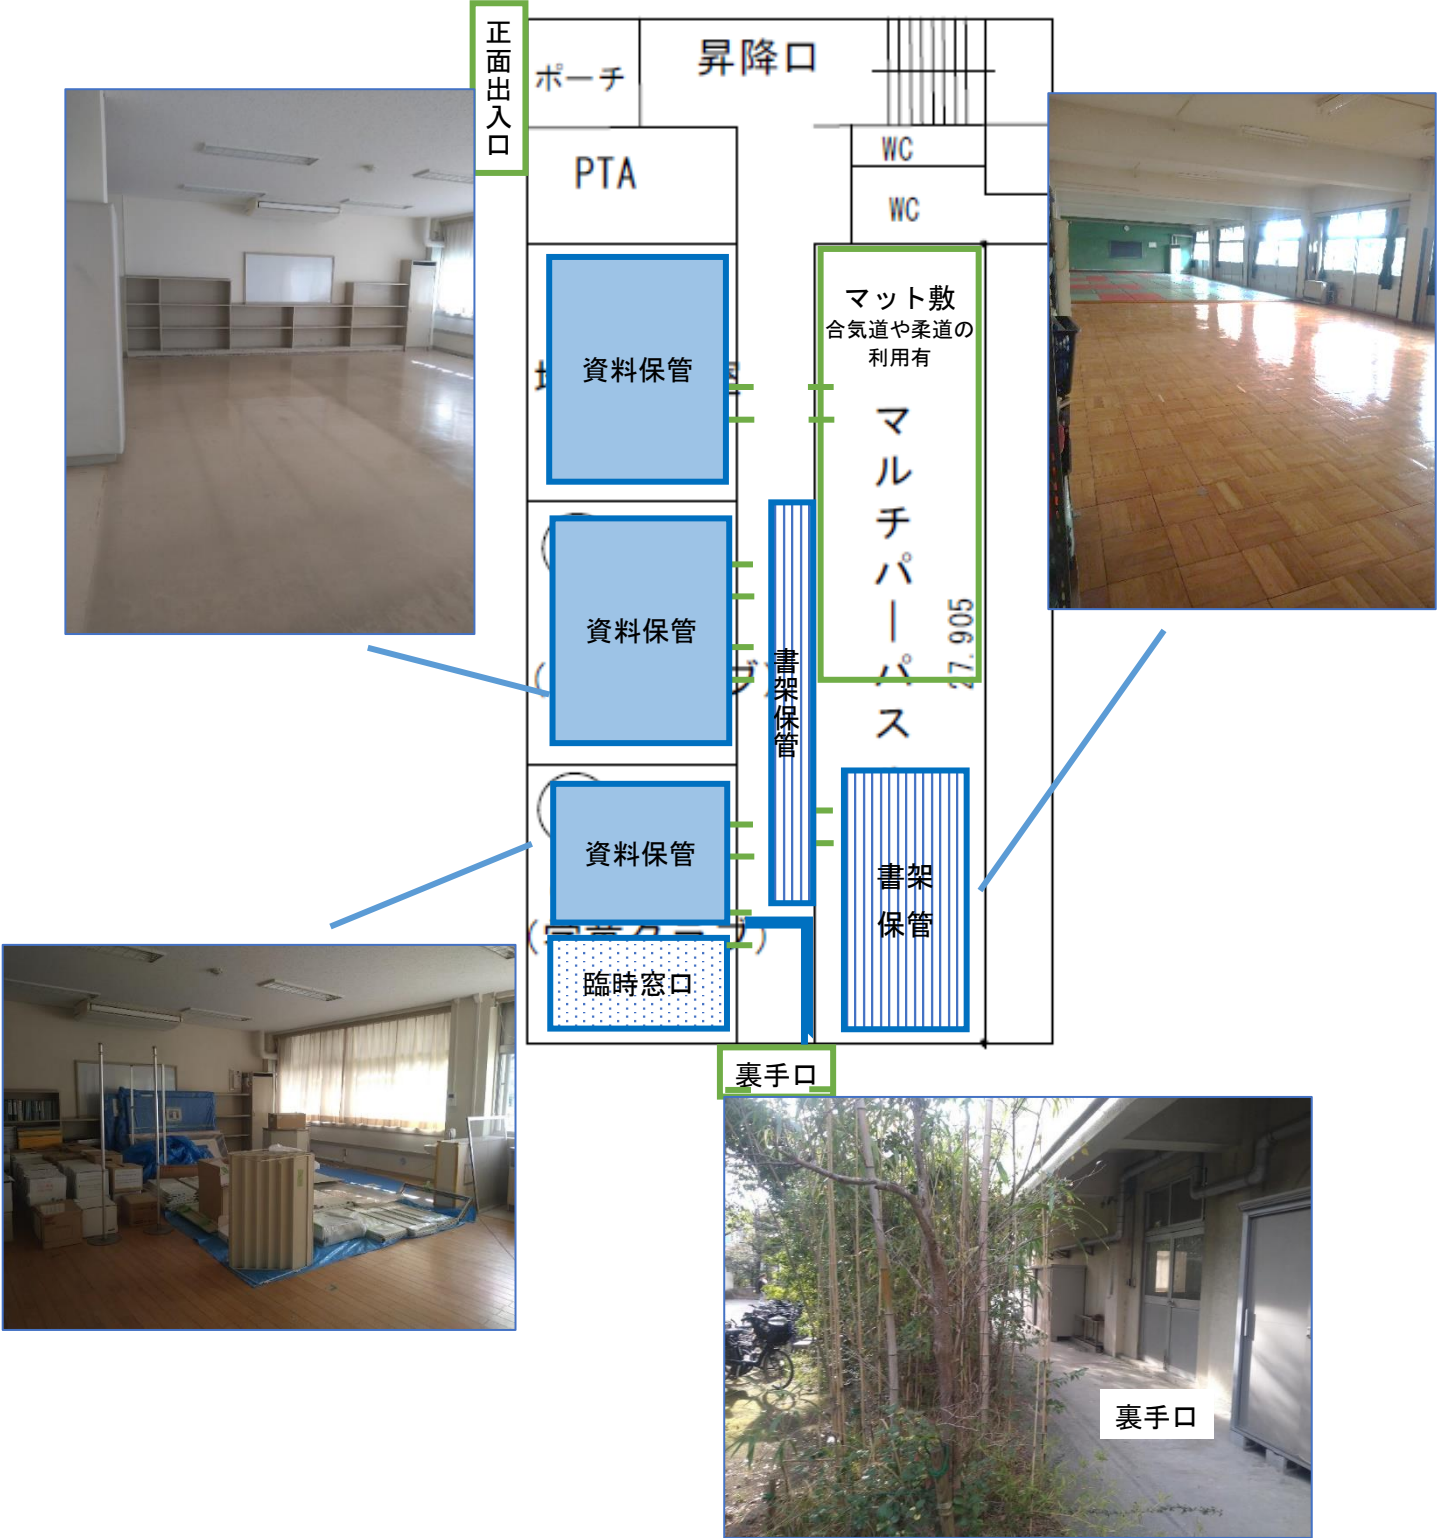 正面出入口
ポーチ
昇降口
PTA
WC
WC
資料保管
マット敷
合気道や柔道の
利用有
マルチパーパス
27.905
資料保管
書架保管
資料保管
書架
保管
臨時窓口
裏手口
裏手口